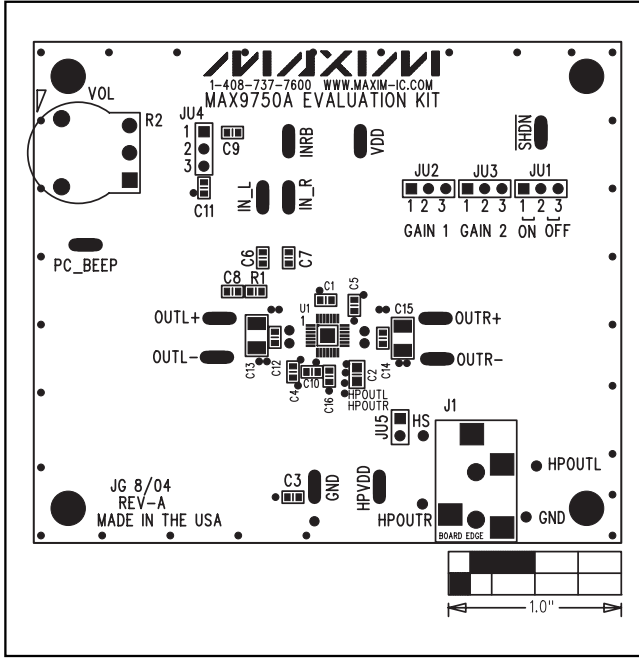 MAXIM
1-408-737-7600 WWW.MAXIM-IC.COM
MAX9750A EVALUATION KIT
VOL
R2
JU4
1
2
3
C9
C11
INRB
VDD
SHDN
IN_L
IN_R
JU2 JU3 JU1
1 2 3 1 2 3 1 2 3
GAIN 1 GAIN 2 ON OFF
PC_BEEP
C6
C7
C8 R1
C1
C5
U1
1
C15
OUTL+
OUTR+
OUTL-
OUTR-
C13
C12
C4
C10
C16
C2
C14
HPOUTL
HPOUTR
JU5
HS
J1
HPOUTL
C3
GND
HPVDD
HPOUTR
GND
BOARD EDGE
JG 8/04
REV-A
MADE IN THE USA
1.0"